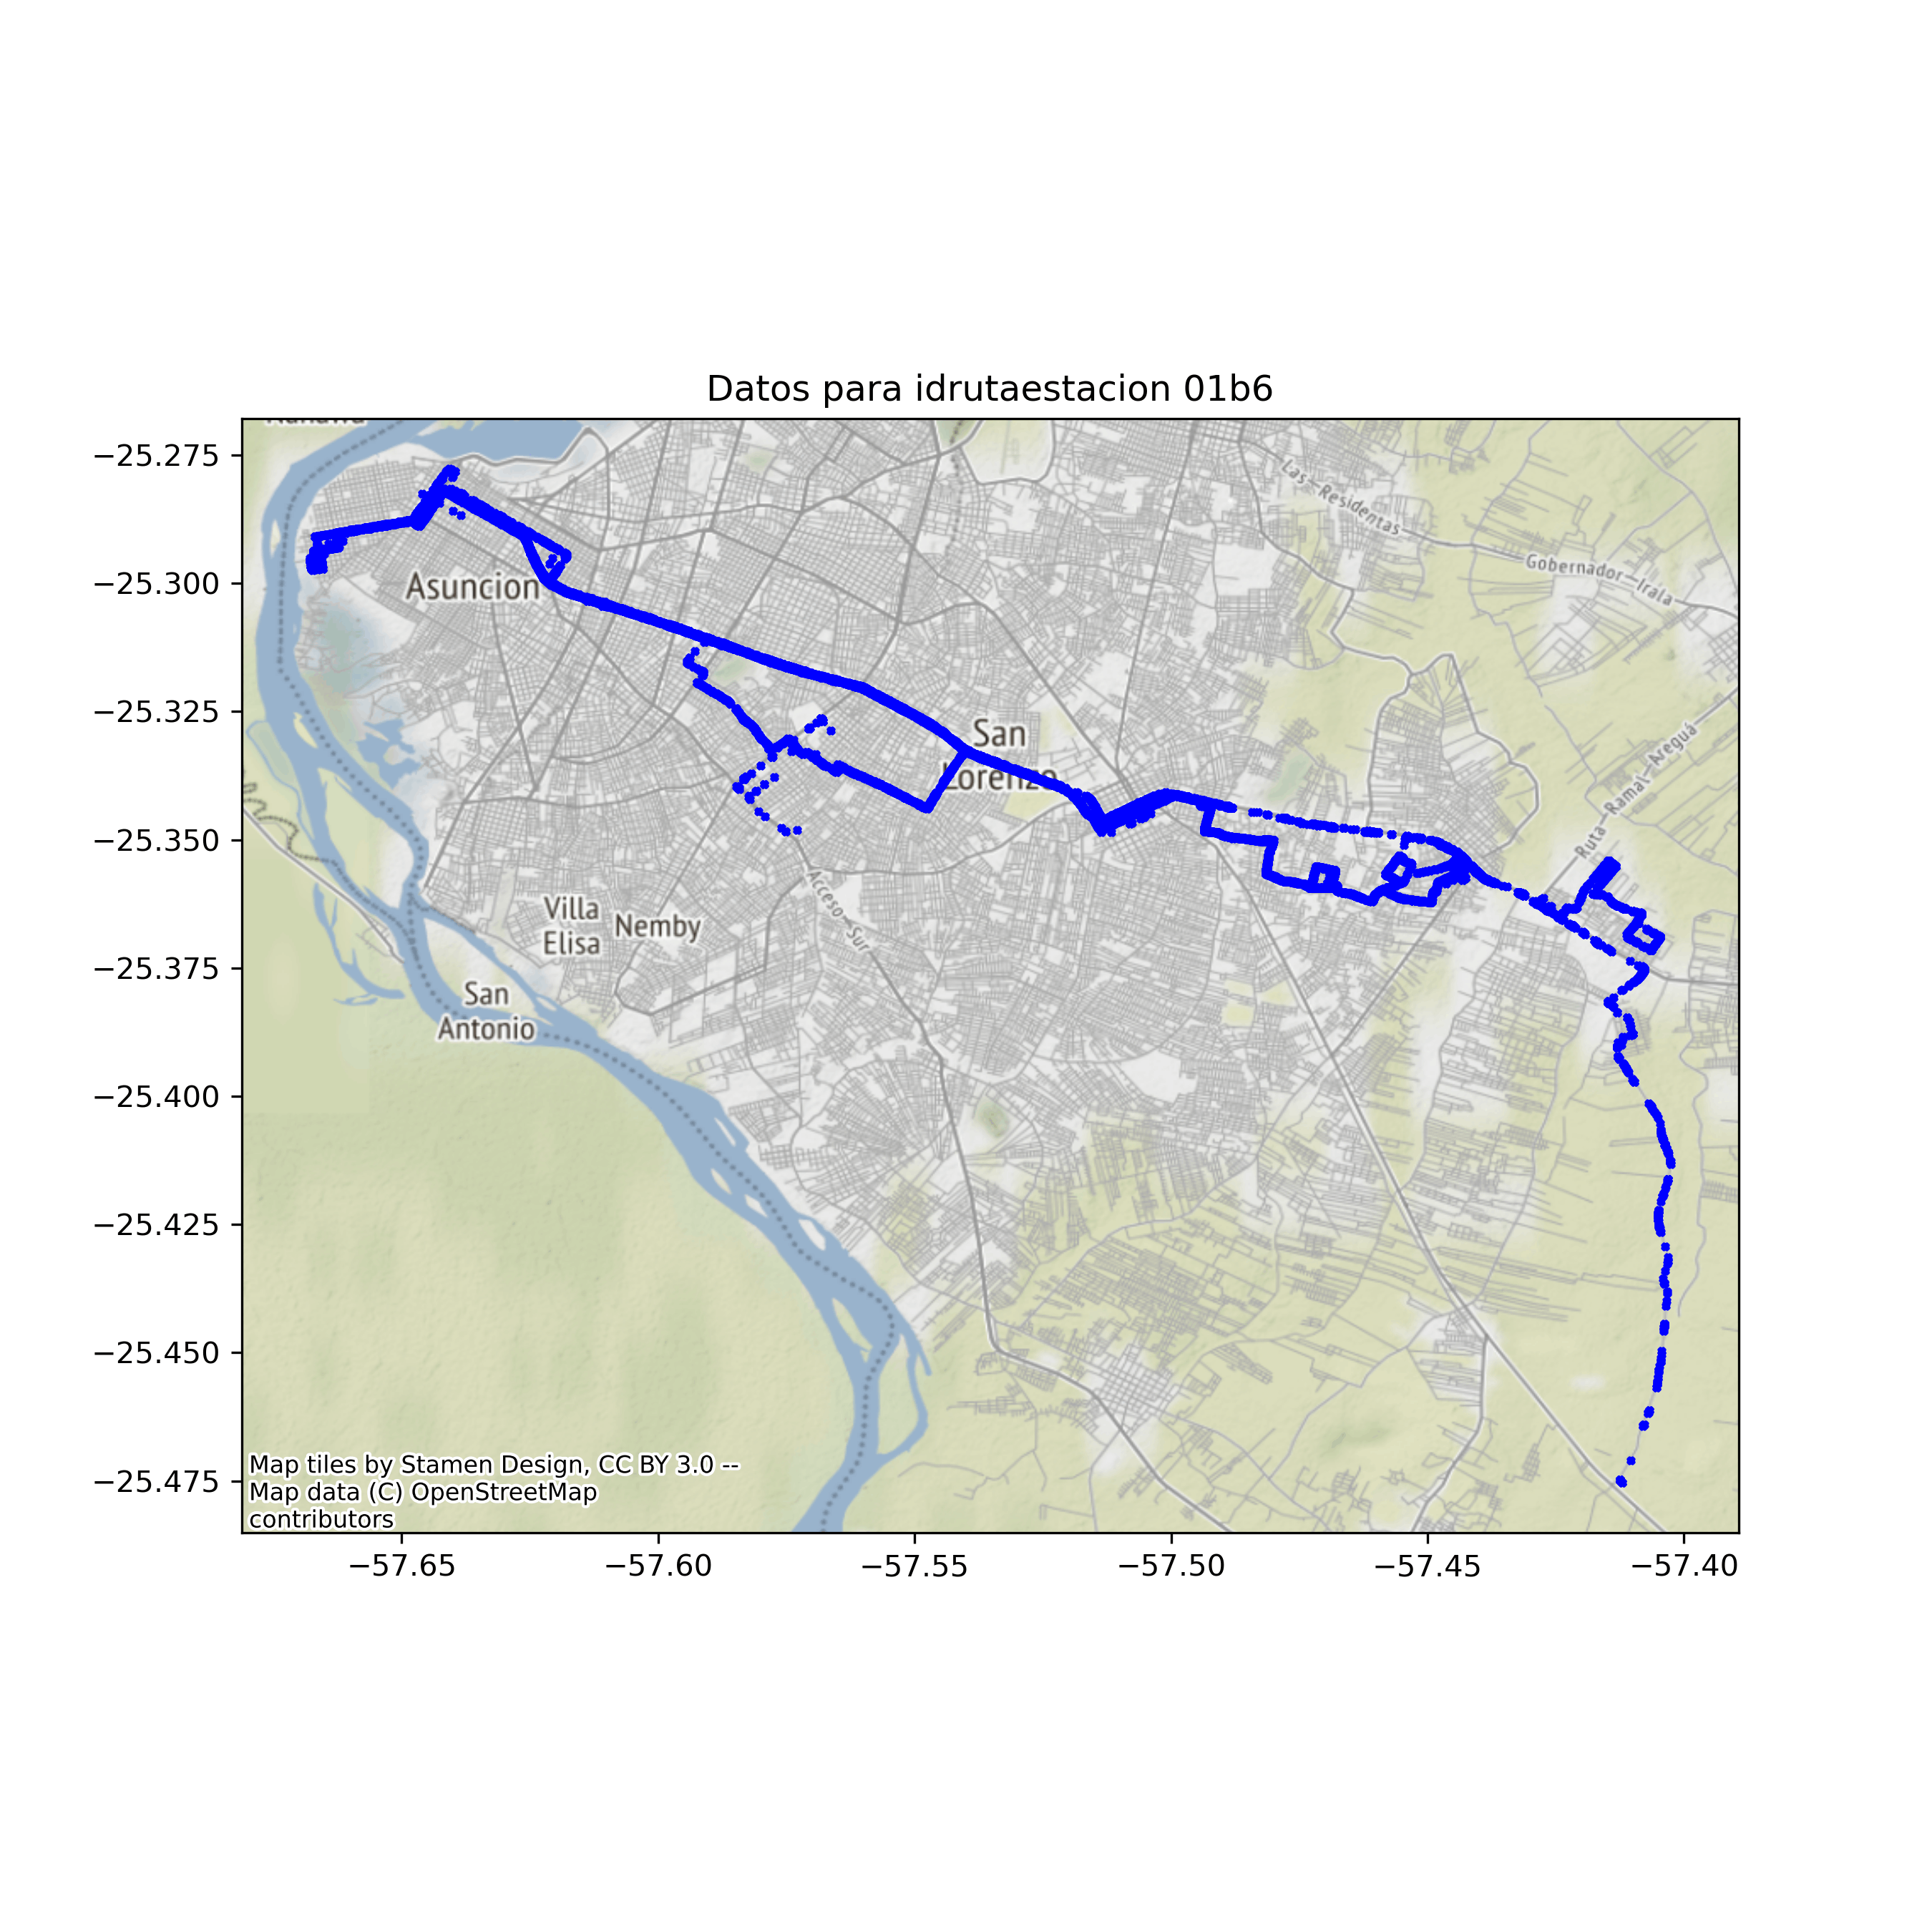 Datos para idrutaestacion 01b6
−25.275
−25.300
−25.325
−25.350
−25.375
−25.400
−25.425
−25.450
−25.475
Las Residentas
Gobernador Irala
Asuncion
San
Lorenzo
Ruta Ramal Areguá
Acceso Sur
Villa
Elisa
Nemby
San
Antonio
Map tiles by Stamen Design, CC BY 3.0 --
Map data (C) OpenStreetMap
contributors
−57.65
−57.60
−57.55
−57.50
−57.45
−57.40